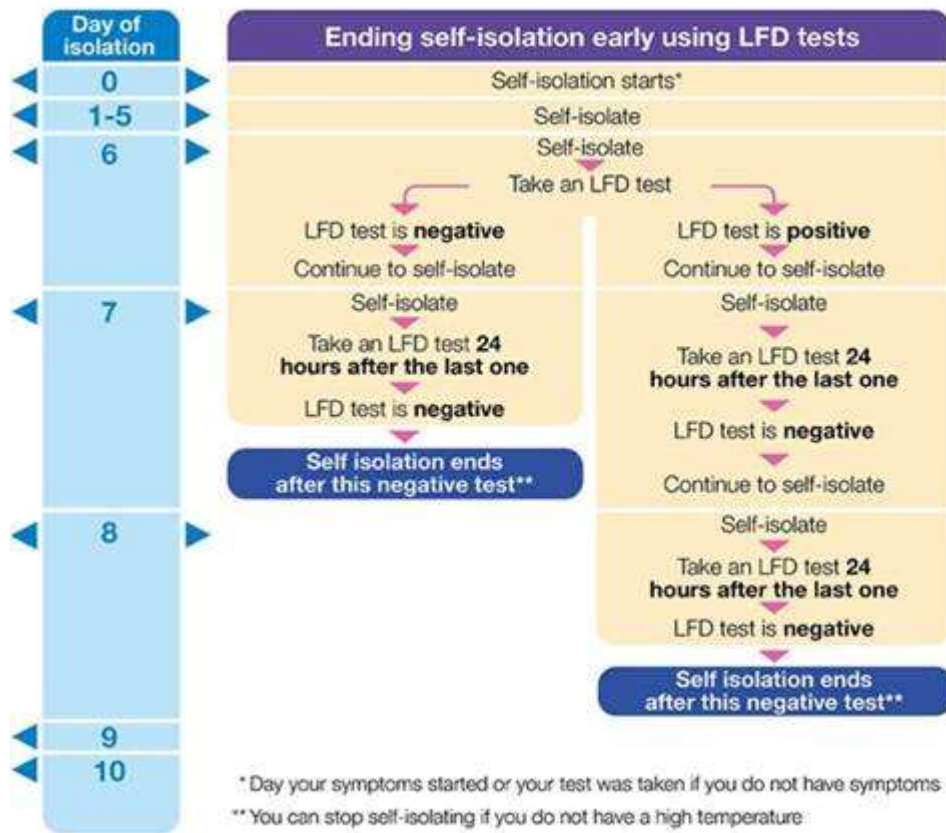 Day of
isolation
Ending self-isolation early using LFD tests
0
Self-isolation starts*
1-5
Self-isolate
6
Self-isolate
Take an LFD test
LFD test is negative
Continue to self-isolate
LFD test is positive
Continue to self-isolate
7
Self-isolate
Take an LFD test 24
hours after the last one
LFD test is negative
Self isolation ends
after this negative test**
Self-isolate
Take an LFD test 24
hours after the last one
LFD test is negative
Continue to self-isolate
8
Self-isolate
Take an LFD test 24
hours after the last one
LFD test is negative
Self isolation ends
after this negative test**
9
10
* Day your symptoms started or your test was taken if you do not have symptoms
** You can stop self-isolating if you do not have a high temperature